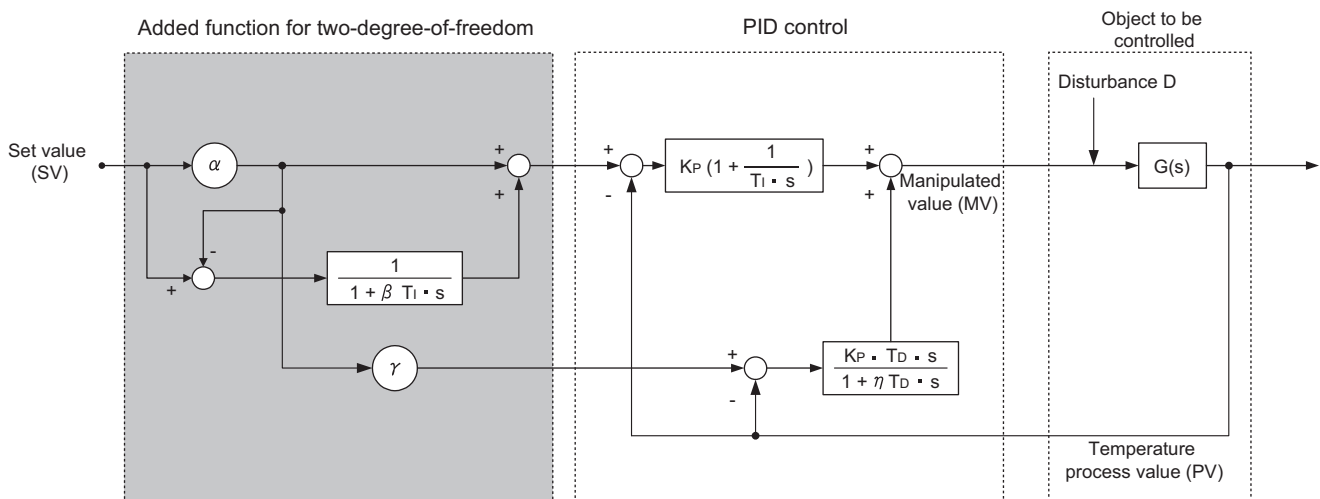 Added function for two-degree-of-freedom
PID control
Object to be
controlled
Disturbance D
Set value
(SV)
α
+
+
+
-
KP (1 + 1 / TI · s )
+
+
Manipulated
value (MV)
G(s)
-
+
1
1 + β TI · s
γ
+
-
KP · TD · s
1 + η TD · s
Temperature
process value (PV)